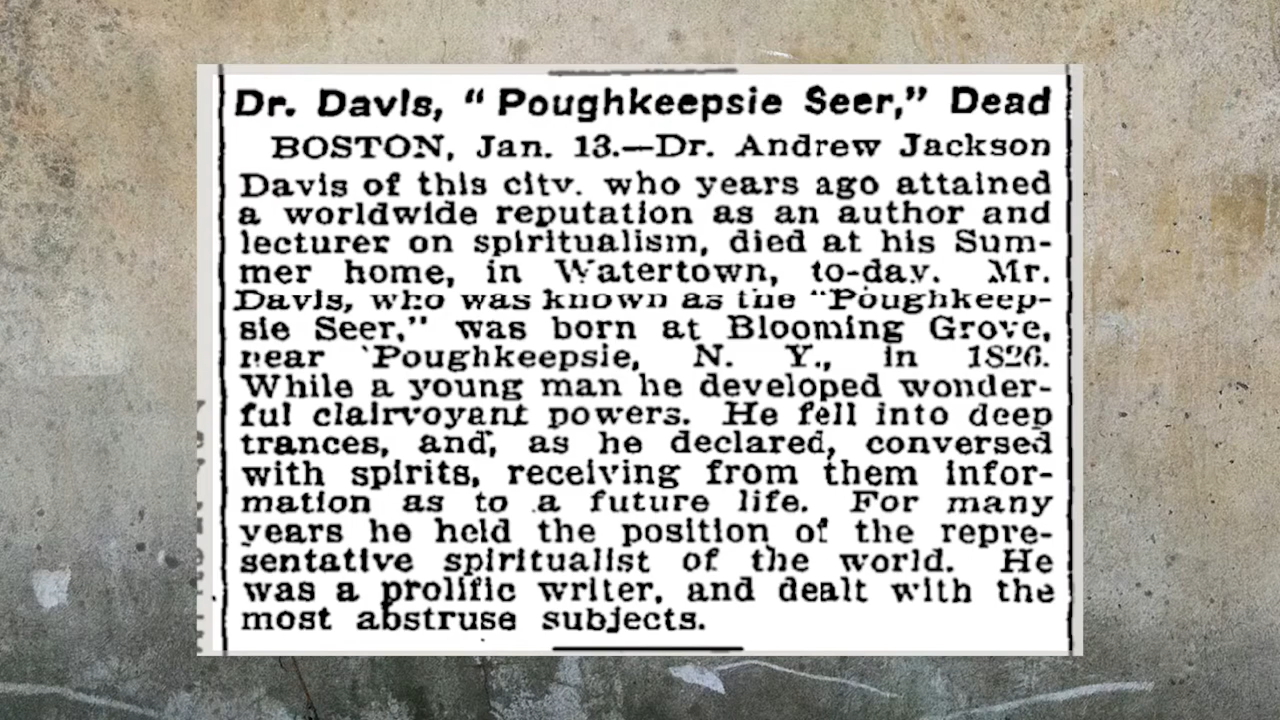 Dr. Davis, "Poughkeepsie Seer," Dead
BOSTON, Jan. 13.—Dr. Andrew Jackson
Davis of this city. who years ago attained
a worldwide reputation as an author and
lecturer on spiritualism, died at his Sum-
mer home, in Watertown, to-day. Mr.
Davis, who was known as the "Poughkeep-
sie Seer," was born at Blooming Grove,
near Poughkeepsie, N. Y., in 1826.
While a young man he developed wonder-
ful clairvoyant powers. He fell into deep
trances, and, as he declared, conversed
with spirits, receiving from them infor-
mation as to a future life. For many
years he held the position of the repre-
sentative spiritualist of the world. He
was a prolific writer, and dealt with the
most abstruse subjects.